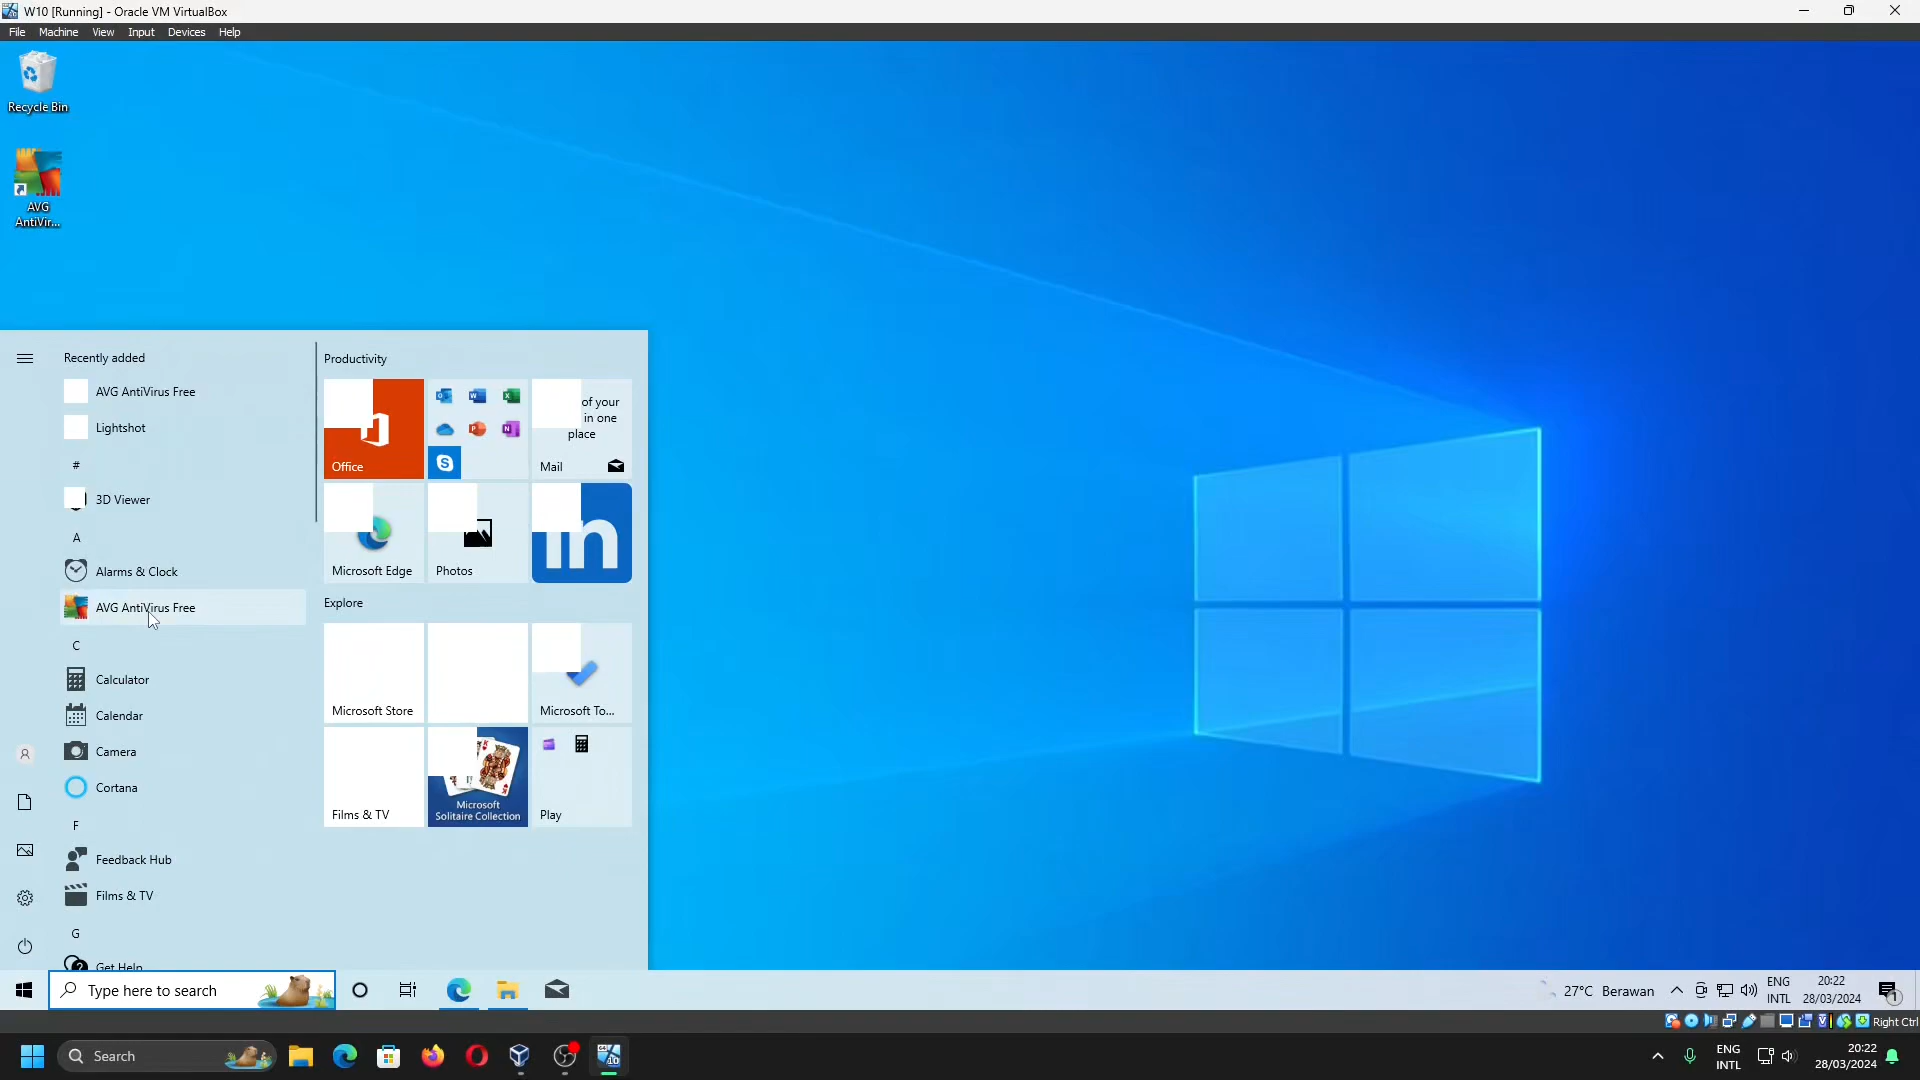 W10 [Running] - Oracle VM VirtualBox
File Machine View Input Devices Help
Recycle Bin
AVG
AntiVir...
Recently added
AVG AntiVirus Free
Lightshot
#
3D Viewer
A
Alarms & Clock
AVG AntiVirus Free
C
Calculator
Calendar
Camera
Cortana
F
Feedback Hub
Films & TV
G
Get Help
Productivity
Office
of your
in one
place
Mail
Microsoft Edge
Photos
in
Explore
Microsoft Store
Microsoft To...
Films & TV
Microsoft
Solitaire Collection
Play
Type here to search
27°C Berawan
ENG
INTL
20:22
28/03/2024
1
Right Ctrl
Search
ENG
INTL
20:22
28/03/2024